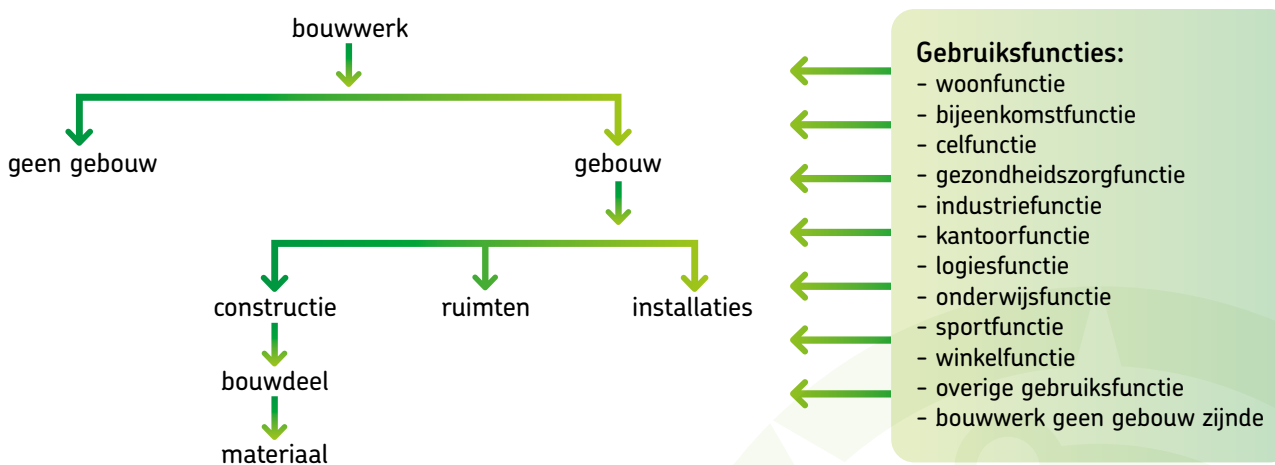 bouwwerk
geen gebouw
gebouw
constructie
ruimten
installaties
bouwdeel
materiaal
Gebruiksfuncties:
- woonfunctie
- bijeenkomstfunctie
- celfunctie
- gezondheidszorgfunctie
- industriefunctie
- kantoorfunctie
- logiesfunctie
- onderwijsfunctie
- sportfunctie
- winkelfunctie
- overige gebruiksfunctie
- bouwwerk geen gebouw zijnde